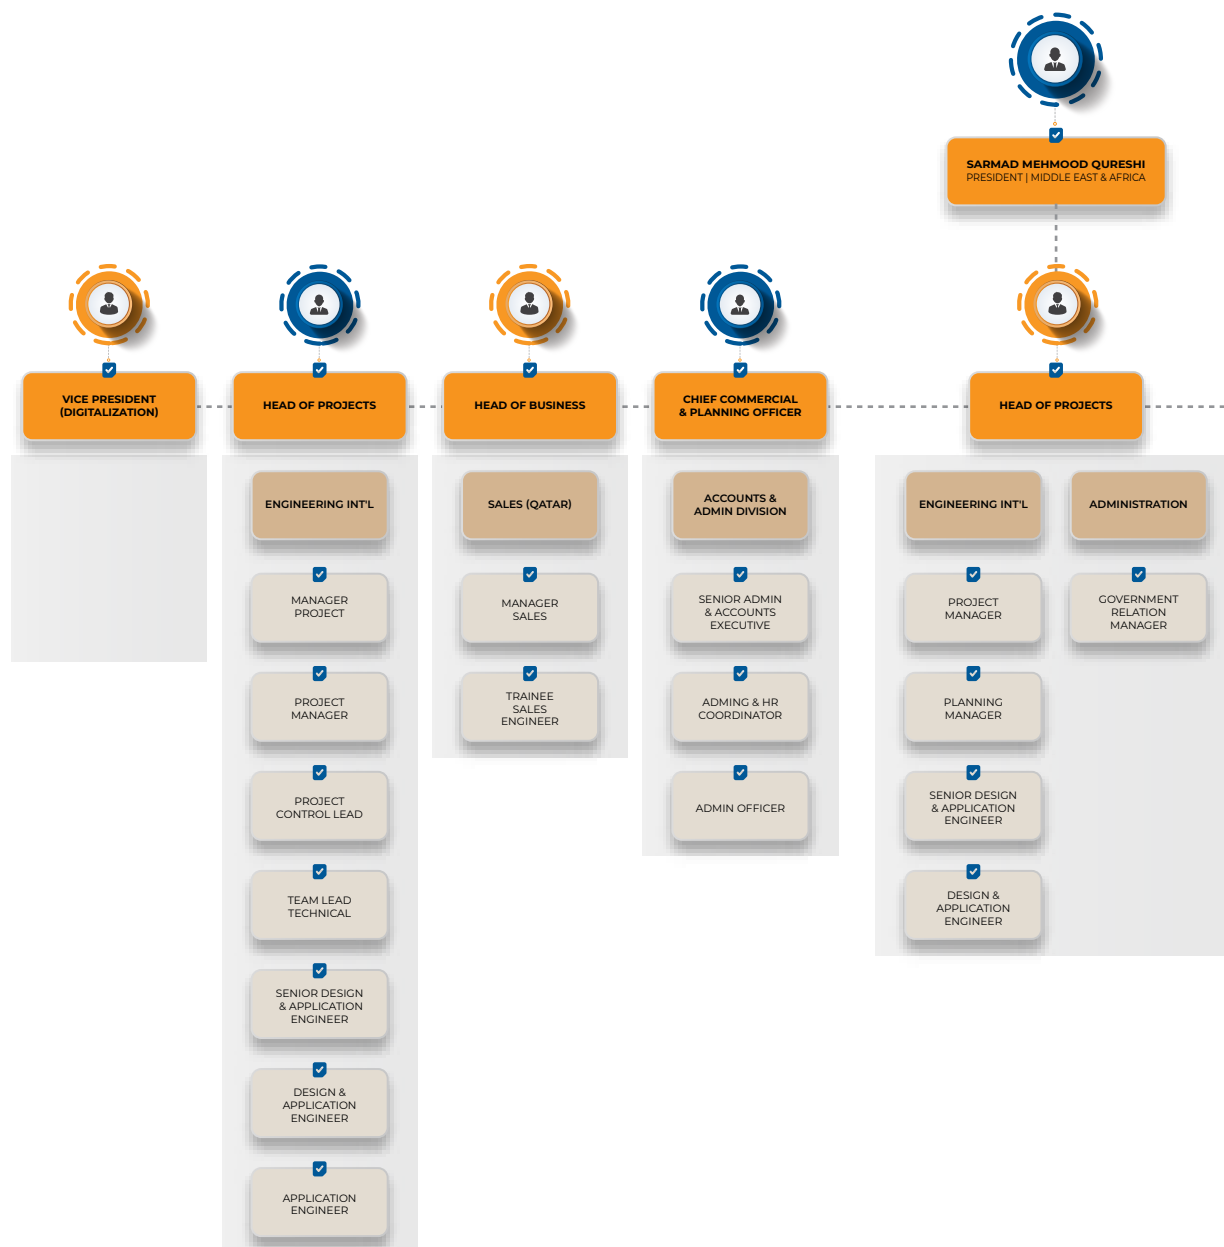 SARMAD MEHMOOD QURESHI
PRESIDENT | MIDDLE EAST & AFRICA
VICE PRESIDENT
(DIGITALIZATION)
HEAD OF PROJECTS
ENGINEERING INT'L
MANAGER
PROJECT
PROJECT
MANAGER
PROJECT
CONTROL LEAD
TEAM LEAD
TECHNICAL
SENIOR DESIGN
& APPLICATION
ENGINEER
DESIGN &
APPLICATION
ENGINEER
APPLICATION
ENGINEER
HEAD OF BUSINESS
SALES (QATAR)
MANAGER
SALES
TRAINEE
SALES
ENGINEER
CHIEF COMMERCIAL
& PLANNING OFFICER
ACCOUNTS &
ADMIN DIVISION
SENIOR ADMIN
& ACCOUNTS
EXECUTIVE
ADMING & HR
COORDINATOR
ADMIN OFFICER
HEAD OF PROJECTS
ENGINEERING INT'L
PROJECT
MANAGER
PLANNING
MANAGER
SENIOR DESIGN
& APPLICATION
ENGINEER
DESIGN &
APPLICATION
ENGINEER
ADMINISTRATION
GOVERNMENT
RELATION
MANAGER